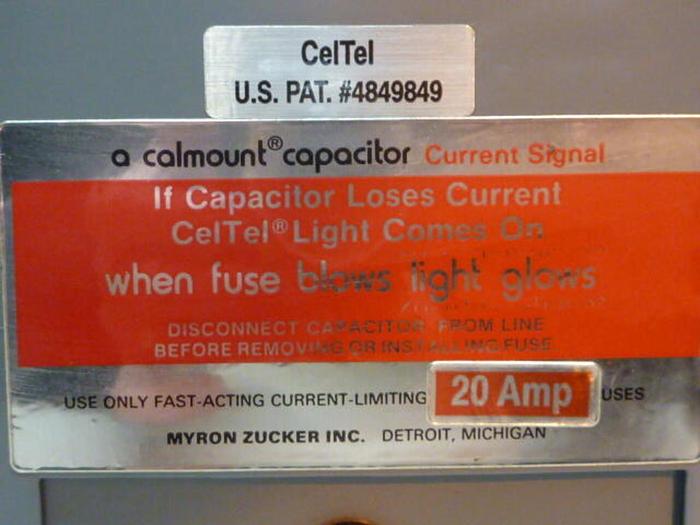 CelTel
U.S. PAT. #4849849
a calmount® capacitor Current Signal
If Capacitor Loses Current
CelTel® Light Comes On
when fuse blows light glows
DISCONNECT CAPACITOR FROM LINE
BEFORE REMOVING OR INSTALLING FUSE
USE ONLY FAST-ACTING CURRENT-LIMITING 20 Amp USES
MYRON ZUCKER INC. DETROIT, MICHIGAN